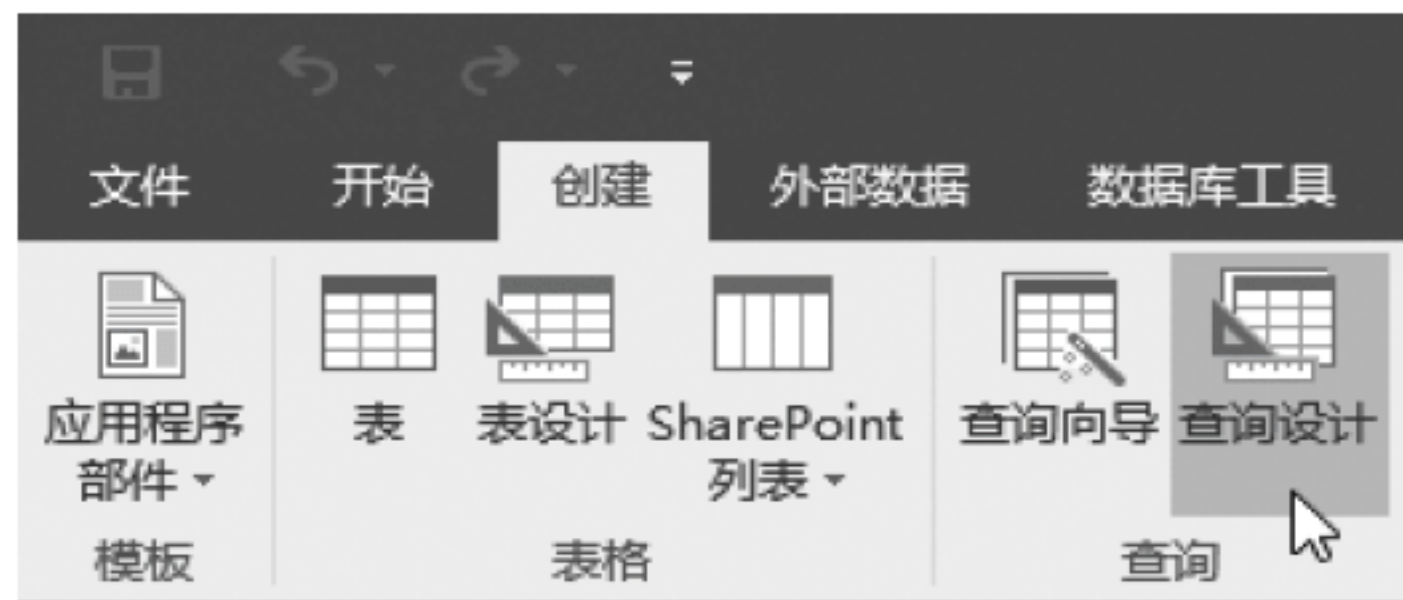 文件 开始 创建 外部数据 数据库工具
应用程序 表 表设计 SharePoint 查询向导 查询设计
部件 列表
模板 表格 查询